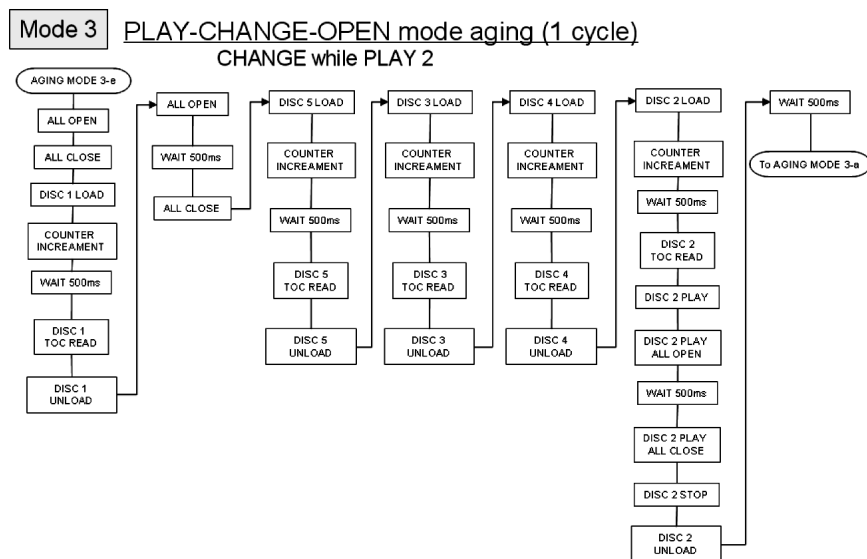 Mode 3
PLAY-CHANGE-OPEN mode aging (1 cycle)
CHANGE while PLAY 2
AGING MODE 3-e
ALL OPEN
ALL CLOSE
DISC 1 LOAD
COUNTER
INCREAMENT
WAIT 500ms
DISC 1
TOC READ
DISC 1
UNLOAD
ALL OPEN
WAIT 500ms
ALL CLOSE
DISC 5 LOAD
COUNTER
INCREAMENT
WAIT 500ms
DISC 5
TOC READ
DISC 5
UNLOAD
DISC 3 LOAD
COUNTER
INCREAMENT
WAIT 500ms
DISC 3
TOC READ
DISC 3
UNLOAD
DISC 4 LOAD
COUNTER
INCREAMENT
WAIT 500ms
DISC 4
TOC READ
DISC 4
UNLOAD
DISC 2 LOAD
COUNTER
INCREAMENT
WAIT 500ms
DISC 2
TOC READ
DISC 2 PLAY
DISC 2 PLAY
ALL OPEN
WAIT 500ms
DISC 2 PLAY
ALL CLOSE
DISC 2 STOP
DISC 2
UNLOAD
WAIT 500ms
To AGING MODE 3-a